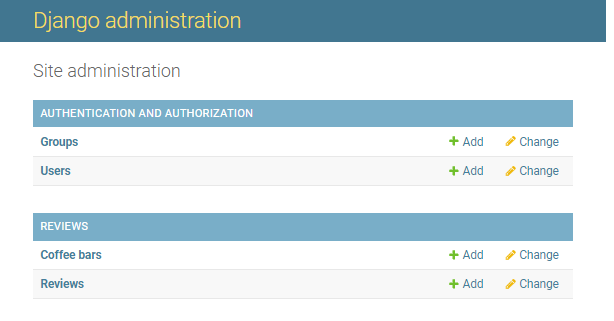 Django administration
Site administration
AUTHENTICATION AND AUTHORIZATION
Groups Add Change
Users Add Change
REVIEWS
Coffee bars Add Change
Reviews Add Change